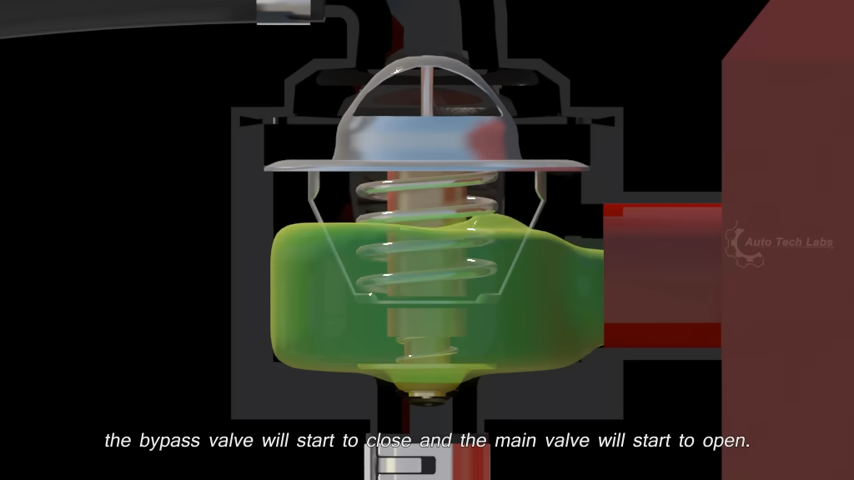 Auto Tech Labs
the bypass valve will start to close and the main valve will start to open.